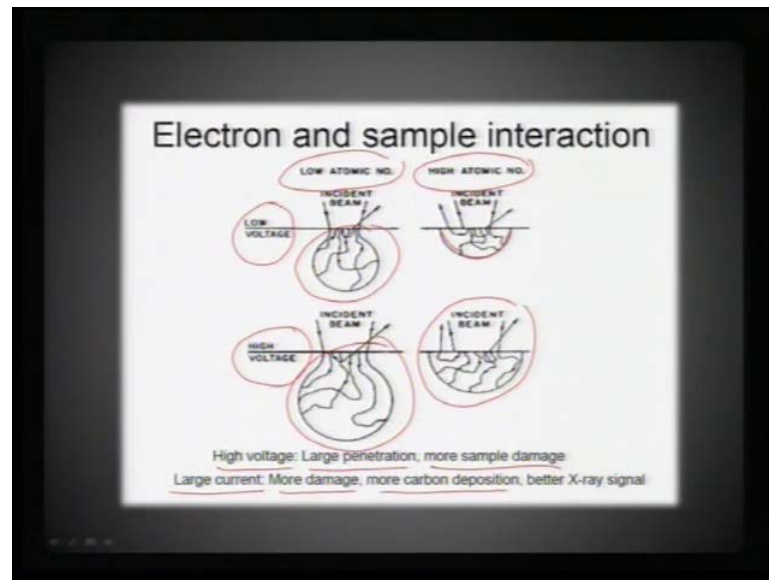 Electron and sample interaction
LOW ATOMIC NO. HIGH ATOMIC NO.
INCIDENT BEAM INCIDENT BEAM
LOW VOLTAGE
INCIDENT BEAM INCIDENT BEAM
HIGH VOLTAGE
High voltage: Large penetration, more sample damage
Large current: More damage, more carbon deposition, better X-ray signal